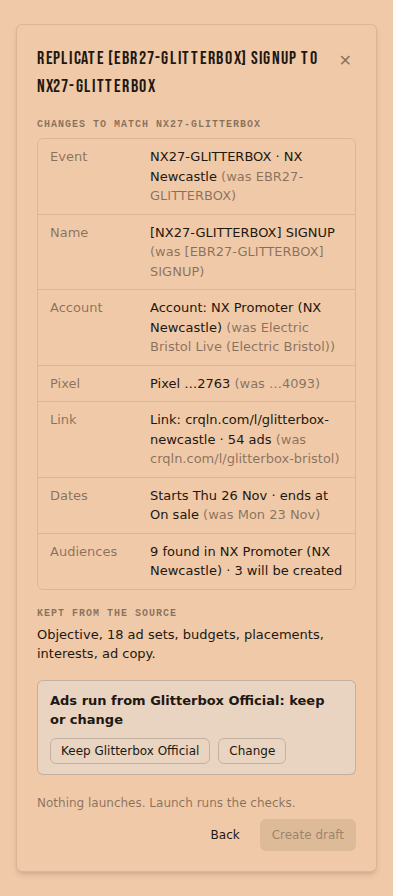 REPLICATE [EBR27-GLITTERBOX] SIGNUP TO
NX27-GLITTERBOX
×
CHANGES TO MATCH NX27-GLITTERBOX
Event
NX27-GLITTERBOX · NX
Newcastle (was EBR27-
GLITTERBOX)
Name
[NX27-GLITTERBOX] SIGNUP
(was [EBR27-GLITTERBOX]
SIGNUP)
Account
Account: NX Promoter (NX
Newcastle) (was Electric
Bristol Live (Electric Bristol))
Pixel
Pixel …2763 (was …4093)
Link
Link: crqln.com/l/glitterbox-
newcastle · 54 ads (was
crqln.com/l/glitterbox-bristol)
Dates
Starts Thu 26 Nov · ends at
On sale (was Mon 23 Nov)
Audiences
9 found in NX Promoter (NX
Newcastle) · 3 will be created
KEPT FROM THE SOURCE
Objective, 18 ad sets, budgets, placements,
interests, ad copy.
Ads run from Glitterbox Official: keep
or change
Keep Glitterbox Official
Change
Nothing launches. Launch runs the checks.
Back
Create draft